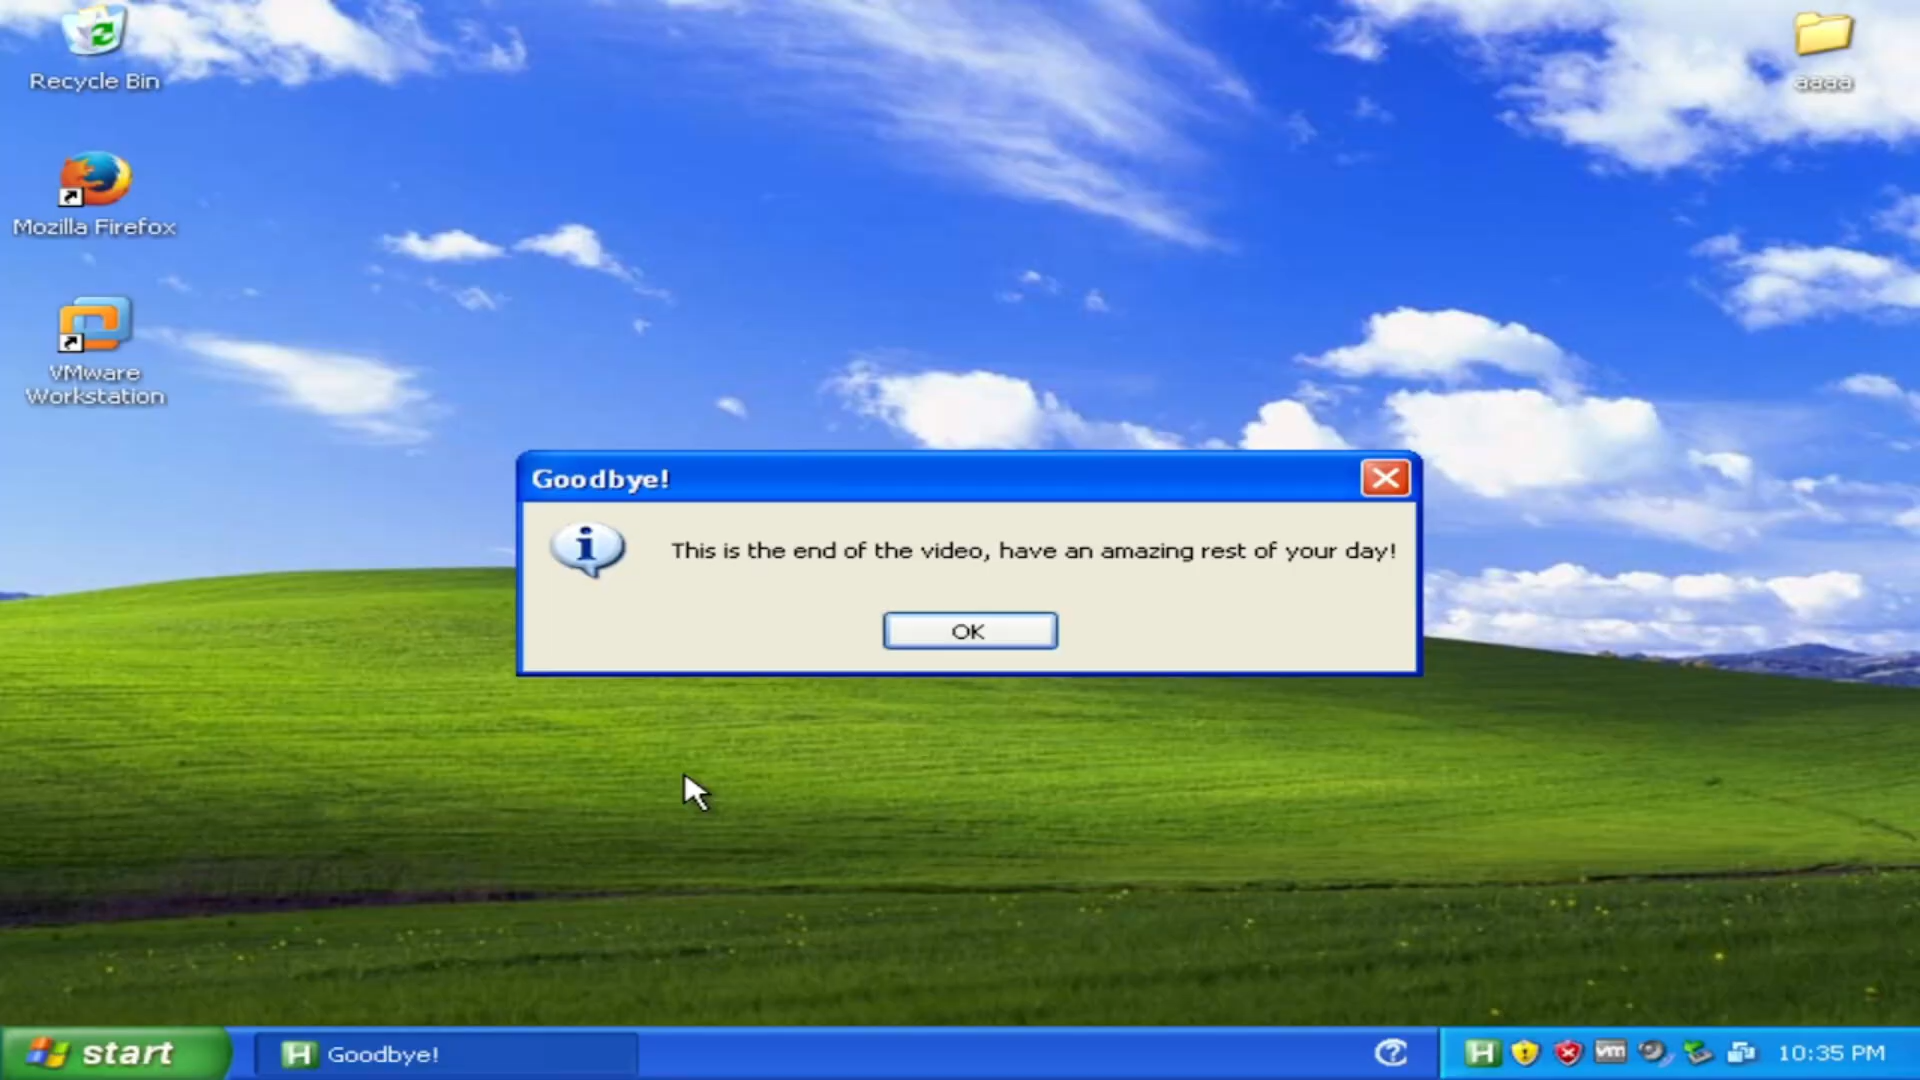 Recycle Bin
aaaa
Mozilla Firefox
VMware
Workstation
Goodbye!
This is the end of the video, have an amazing rest of your day!
OK
start
H Goodbye!
H vm 10:35 PM